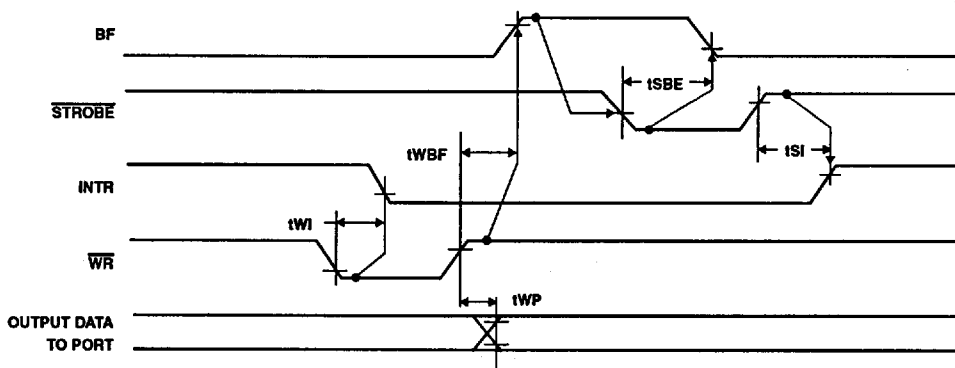 BF
tSBE
STROBE
tWBF
tSI
INTR
tWI
WR
tWP
OUTPUT DATA
TO PORT